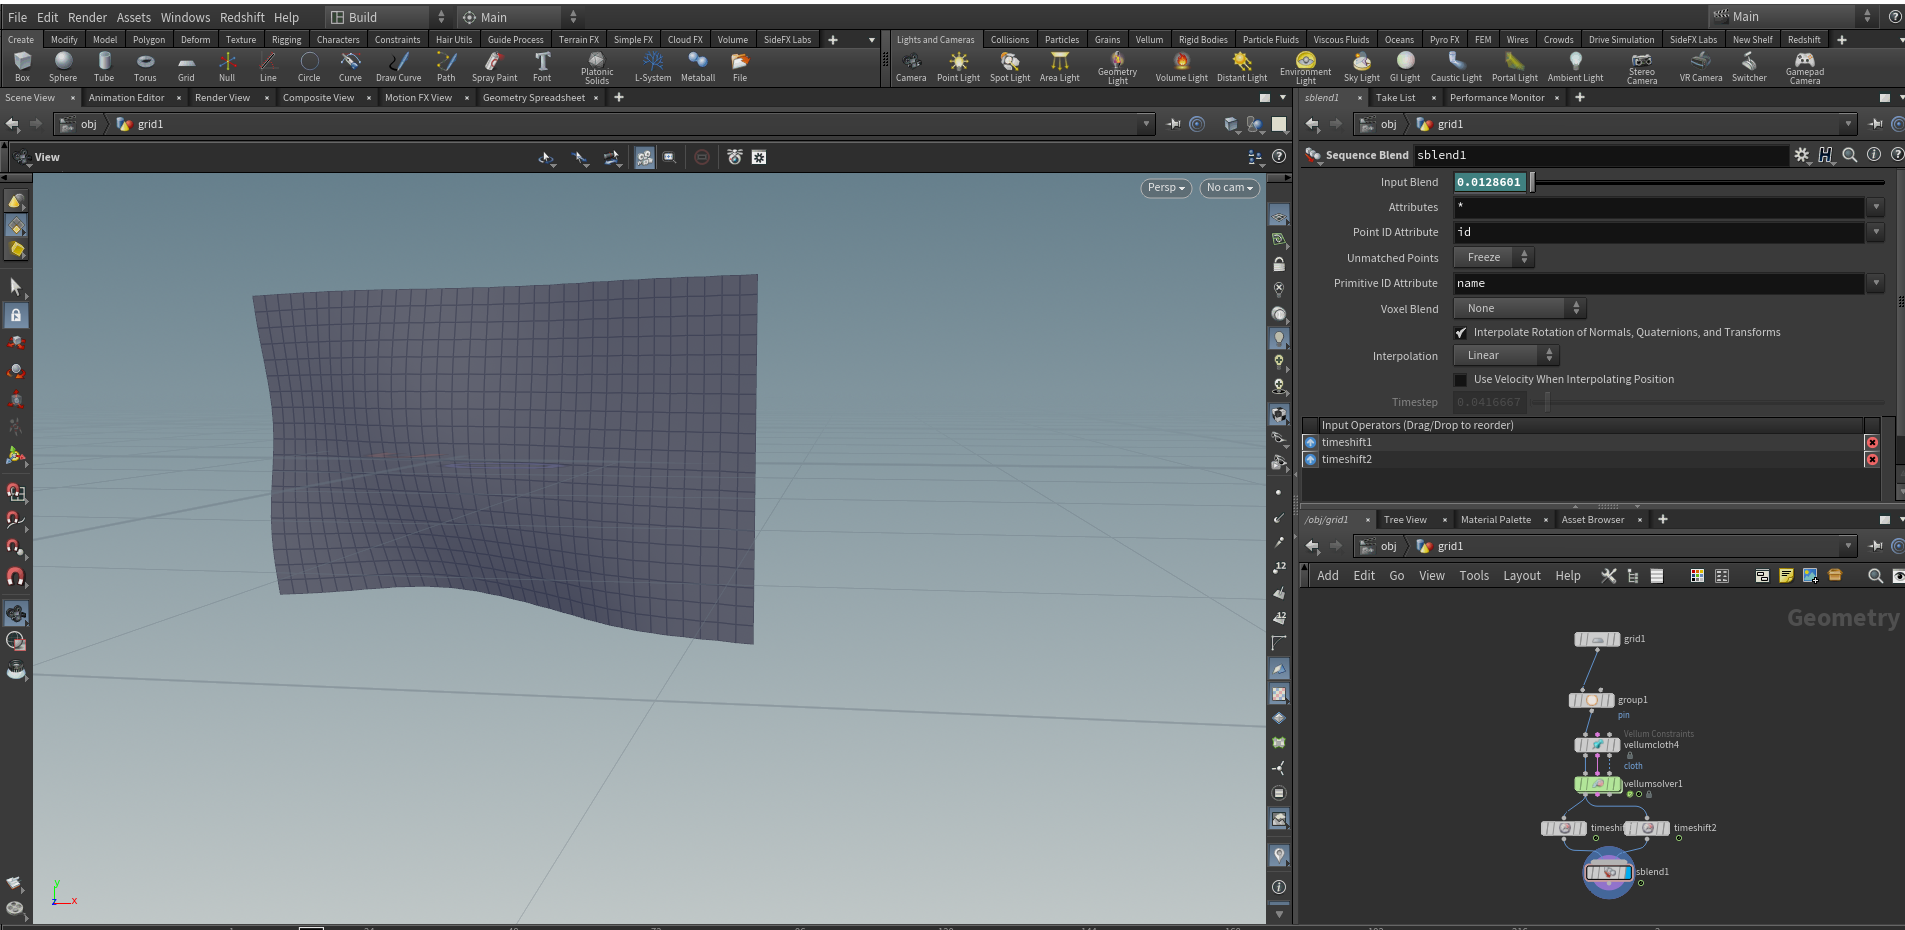 File Edit Render Assets Windows Redshift Help Build Main Main
Create Modify Model Polygon Deform Texture Rigging Characters Constraints Hair Utils Guide Process Terrain FX Simple FX Cloud FX Volume SideFX Labs
Lights and Cameras Collisions Particles Grains Vellum Rigid Bodies Particle Fluids Viscous Fluids Oceans Pyro FX FEM Wires Crowds Drive Simulation SideFX Labs New Shelf Redshift
Box Sphere Tube Torus Grid Null Line Circle Curve Draw Curve Path Spray Paint Font Platonic Solids L-System Metaball File
Camera Point Light Spot Light Area Light Geometry Light Volume Light Distant Light Environment Light Sky Light GI Light Caustic Light Portal Light Ambient Light Stereo Camera VR Camera Switcher Gamepad Camera
Scene View Animation Editor Render View Composite View Motion FX View Geometry Spreadsheet
obj grid1
View
Persp No cam
12
12
y
z x
sblend1 Take List Performance Monitor
obj grid1
Sequence Blend sblend1
Input Blend 0.0128601
Attributes *
Point ID Attribute id
Unmatched Points Freeze
Primitive ID Attribute name
Voxel Blend None
Interpolate Rotation of Normals, Quaternions, and Transforms
Interpolation Linear
Use Velocity When Interpolating Position
Timestep 0.0416667
Input Operators (Drag/Drop to reorder)
timeshift1
timeshift2
/obj/grid1 Tree View Material Palette Asset Browser
obj grid1
Add Edit Go View Tools Layout Help
Geometry
grid1
group1
pin
Vellum Constraints
vellumcloth4
cloth
vellumsolver1
timeshi timeshift2
sblend1